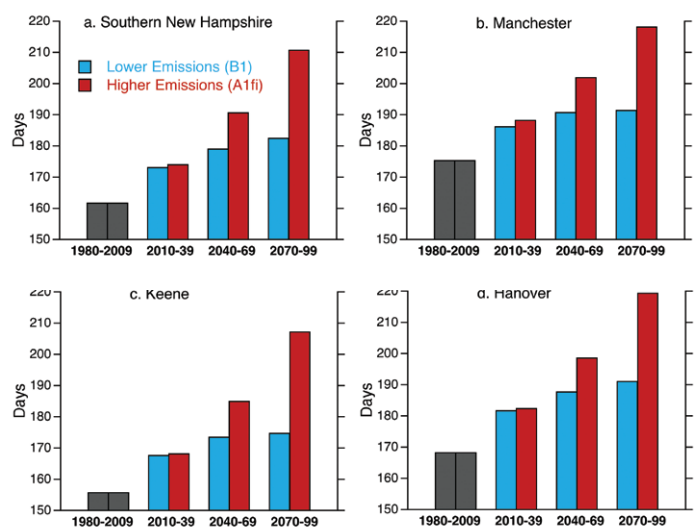 a. Southern New Hampshire
Lower Emissions (B1)
Higher Emissions (A1fi)
Days
220
210
200
190
180
170
160
150
1980-2009 2010-39 2040-69 2070-99
b. Manchester
Days
220
210
200
190
180
170
160
150
1980-2009 2010-39 2040-69 2070-99
c. Keene
Days
220
210
200
190
180
170
160
150
1980-2009 2010-39 2040-69 2070-99
d. Hanover
Days
220
210
200
190
180
170
160
150
1980-2009 2010-39 2040-69 2070-99